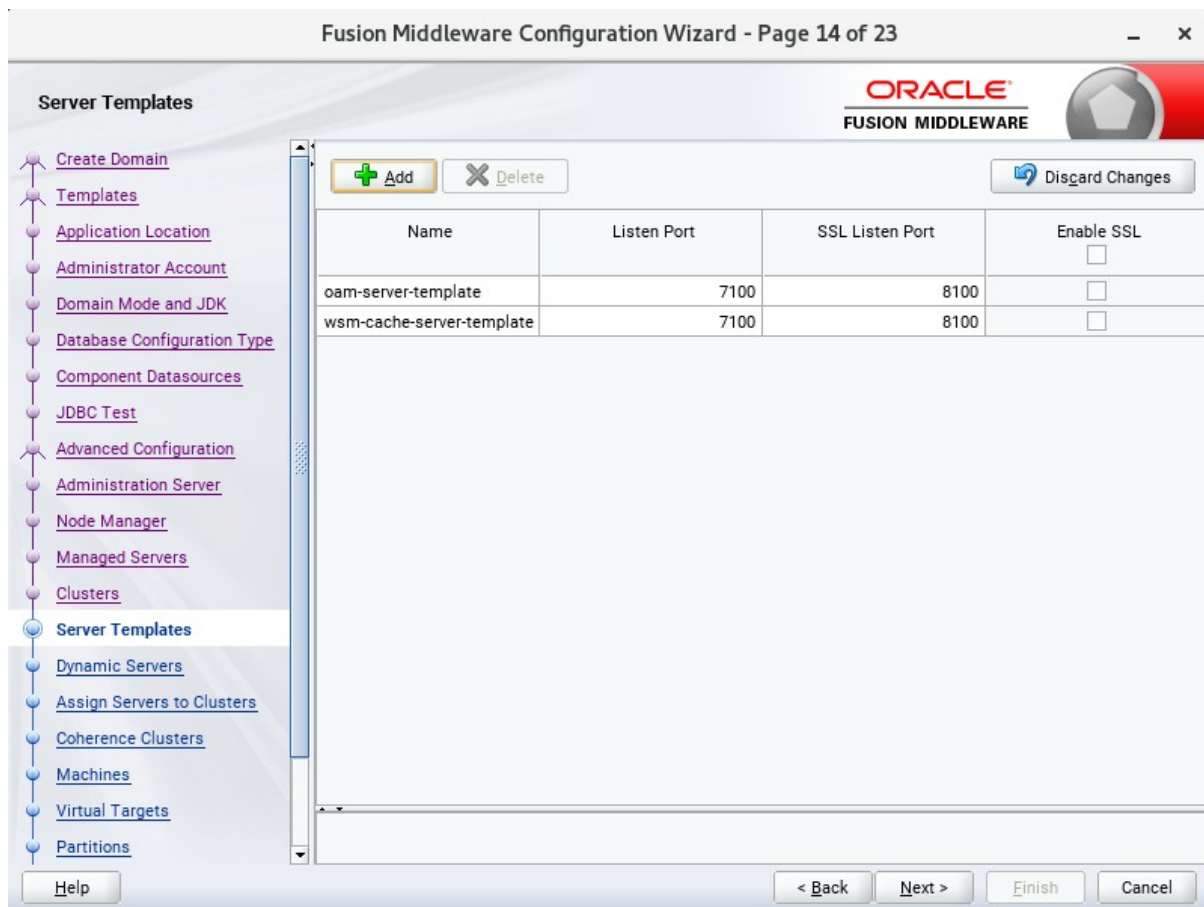 Fusion Middleware Configuration Wizard - Page 14 of 23
Server Templates
ORACLE
FUSION MIDDLEWARE
Create Domain
Templates
Application Location
Administrator Account
Domain Mode and JDK
Database Configuration Type
Component Datasources
JDBC Test
Advanced Configuration
Administration Server
Node Manager
Managed Servers
Clusters
Server Templates
Dynamic Servers
Assign Servers to Clusters
Coherence Clusters
Machines
Virtual Targets
Partitions
Add Delete Discard Changes
Name Listen Port SSL Listen Port Enable SSL
oam-server-template 7100 8100
wsm-cache-server-template 7100 8100
Help < Back Next > Finish Cancel